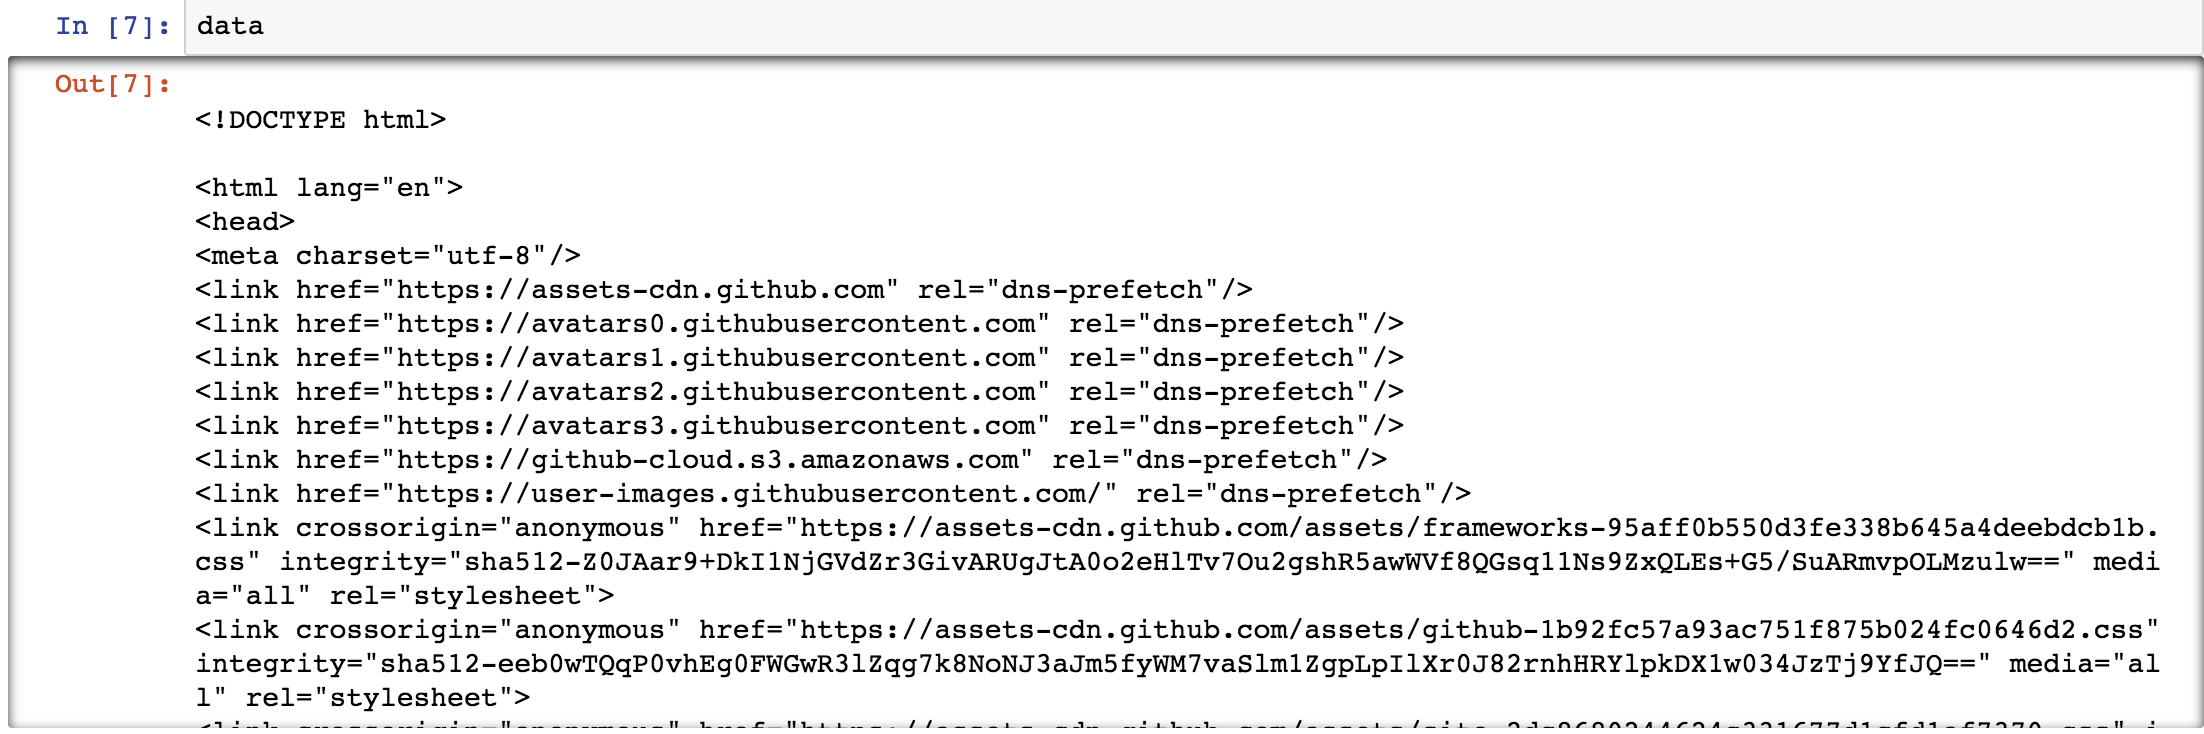 In [7]: data
Out[7]:
<!DOCTYPE html>
<html lang="en">
<head>
<meta charset="utf-8"/>
<link href="https://assets-cdn.github.com" rel="dns-prefetch"/>
<link href="https://avatars0.githubusercontent.com" rel="dns-prefetch"/>
<link href="https://avatars1.githubusercontent.com" rel="dns-prefetch"/>
<link href="https://avatars2.githubusercontent.com" rel="dns-prefetch"/>
<link href="https://avatars3.githubusercontent.com" rel="dns-prefetch"/>
<link href="https://github-cloud.s3.amazonaws.com" rel="dns-prefetch"/>
<link href="https://user-images.githubusercontent.com/" rel="dns-prefetch"/>
<link crossorigin="anonymous" href="https://assets-cdn.github.com/assets/frameworks-95aff0b550d3fe338b645a4deebdcb1b.
css" integrity="sha512-Z0JAar9+DkI1NjGVdZr3GivARUgJtA0o2eHlTv7Ou2gshR5awWVf8QGsq11Ns9ZxQLEs+G5/SuARmvpOLMzulw==" medi
a="all" rel="stylesheet">
<link crossorigin="anonymous" href="https://assets-cdn.github.com/assets/github-1b92fc57a93ac751f875b024fc0646d2.css"
integrity="sha512-eeb0wTQqP0vhEg0FWGwR3lZqg7k8NoNJ3aJm5fyWM7vaSlm1ZgpLpIlXr0J82rnhHRYlpkDX1w034JzTj9YfJQ==" media="al
l" rel="stylesheet">
<link crossorigin="anonymous"